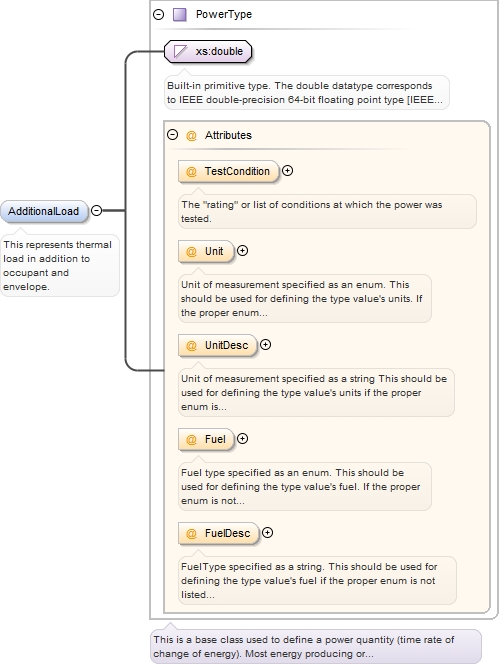 PowerType
xs:double
Built-in primitive type. The double datatype corresponds
to IEEE double-precision 64-bit floating point type [IEEE...
@ Attributes
@ TestCondition
The "rating" or list of conditions at which the power was
tested.
AdditionalLoad
This represents thermal
load in addition to
occupant and
envelope.
@ Unit
Unit of measurement specified as an enum. This
should be used for defining the type value's units. If
the proper enum...
@ UnitDesc
Unit of measurement specified as a string This should be
used for defining the type value's units if the proper
enum is...
@ Fuel
Fuel type specified as an enum. This should be
used for defining the type value's fuel. If the proper
enum is not...
@ FuelDesc
FuelType specified as a string. This should be used for
defining the type value's fuel if the proper enum is not
listed...
This is a base class used to define a power quantity (time rate of
change of energy). Most energy producing or...